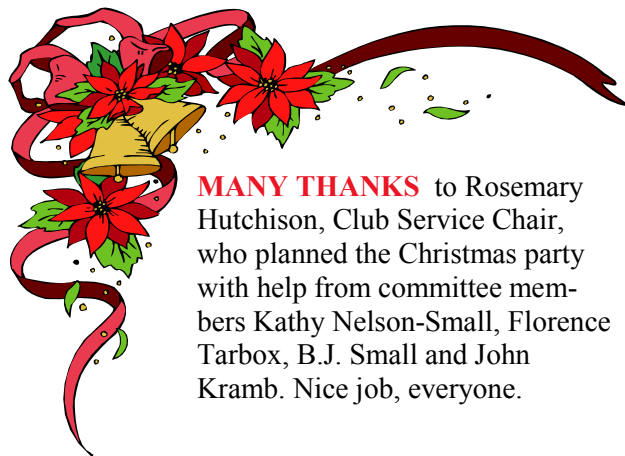 MANY THANKS to Rosemary
Hutchison, Club Service Chair,
who planned the Christmas party
with help from committee mem-
bers Kathy Nelson-Small, Florence
Tarbox, B.J. Small and John
Kramb. Nice job, everyone.